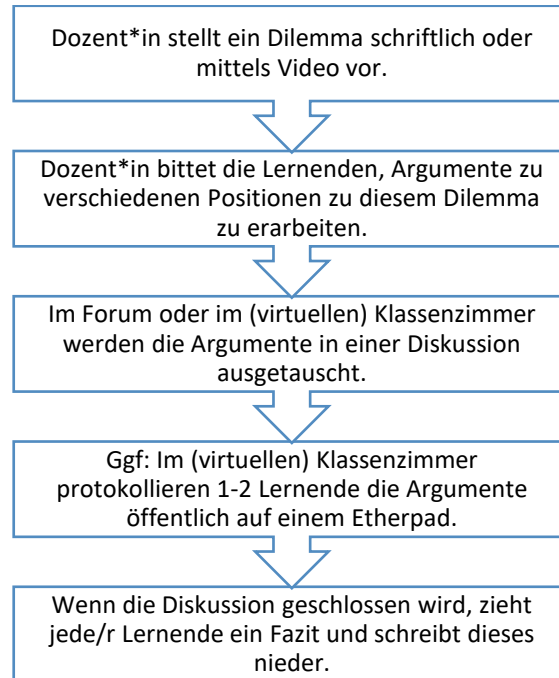 Dozent*in stellt ein Dilemma schriftlich oder
mittels Video vor.
Dozent*in bittet die Lernenden, Argumente zu
verschiedenen Positionen zu diesem Dilemma
zu erarbeiten.
Im Forum oder im (virtuellen) Klassenzimmer
werden die Argumente in einer Diskussion
ausgetauscht.
Ggf: Im (virtuellen) Klassenzimmer
protokollieren 1-2 Lernende die Argumente
öffentlich auf einem Etherpad.
Wenn die Diskussion geschlossen wird, zieht
jede/r Lernende ein Fazit und schreibt dieses
nieder.